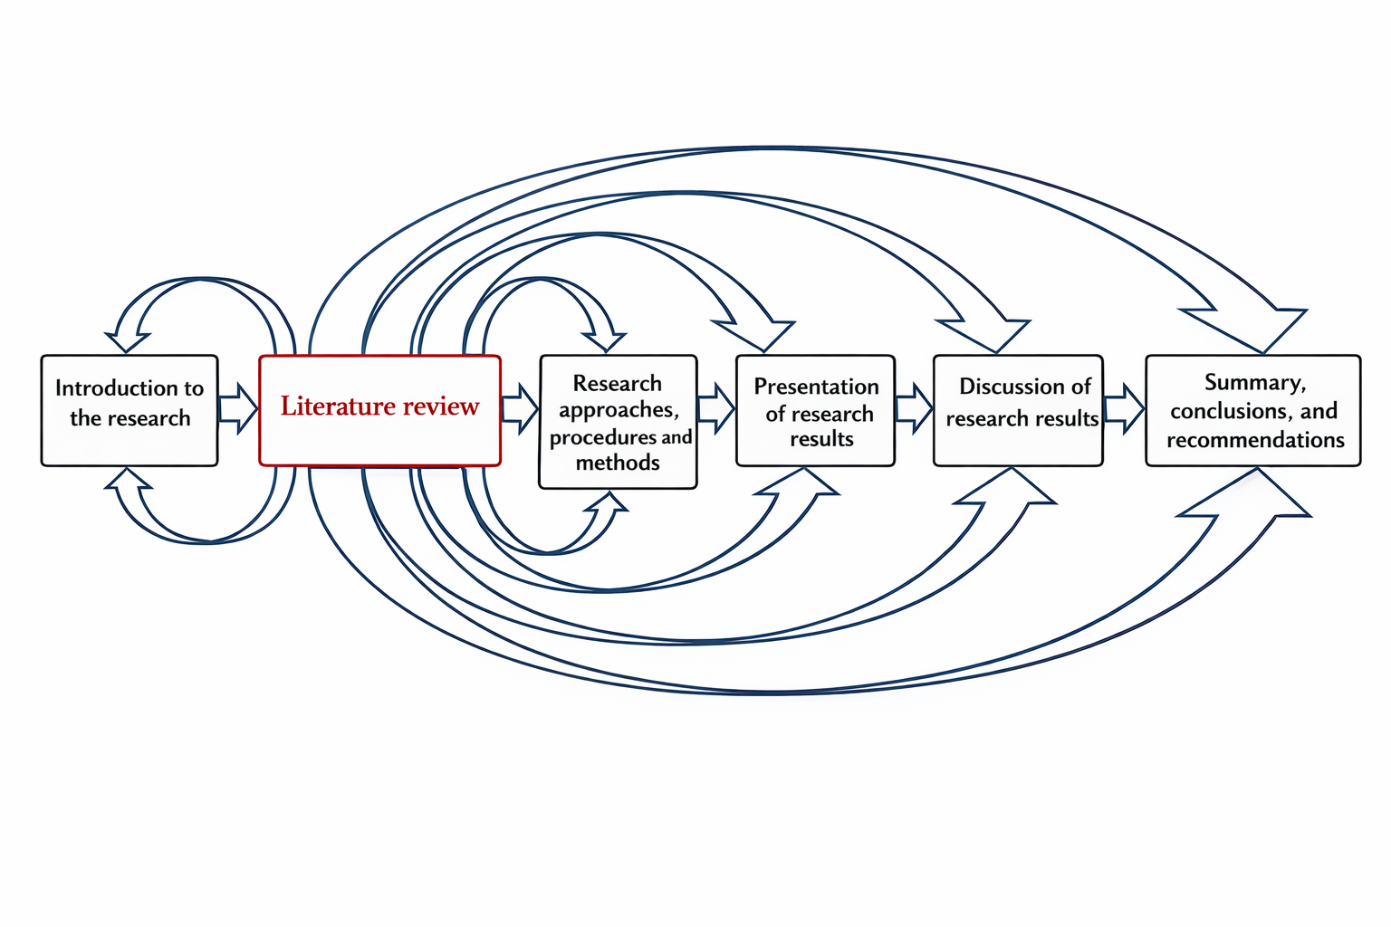 Introduction to
the research
Literature review
Research
approaches,
procedures and
methods
Presentation
of research
results
Discussion of
research results
Summary,
conclusions, and
recommendations